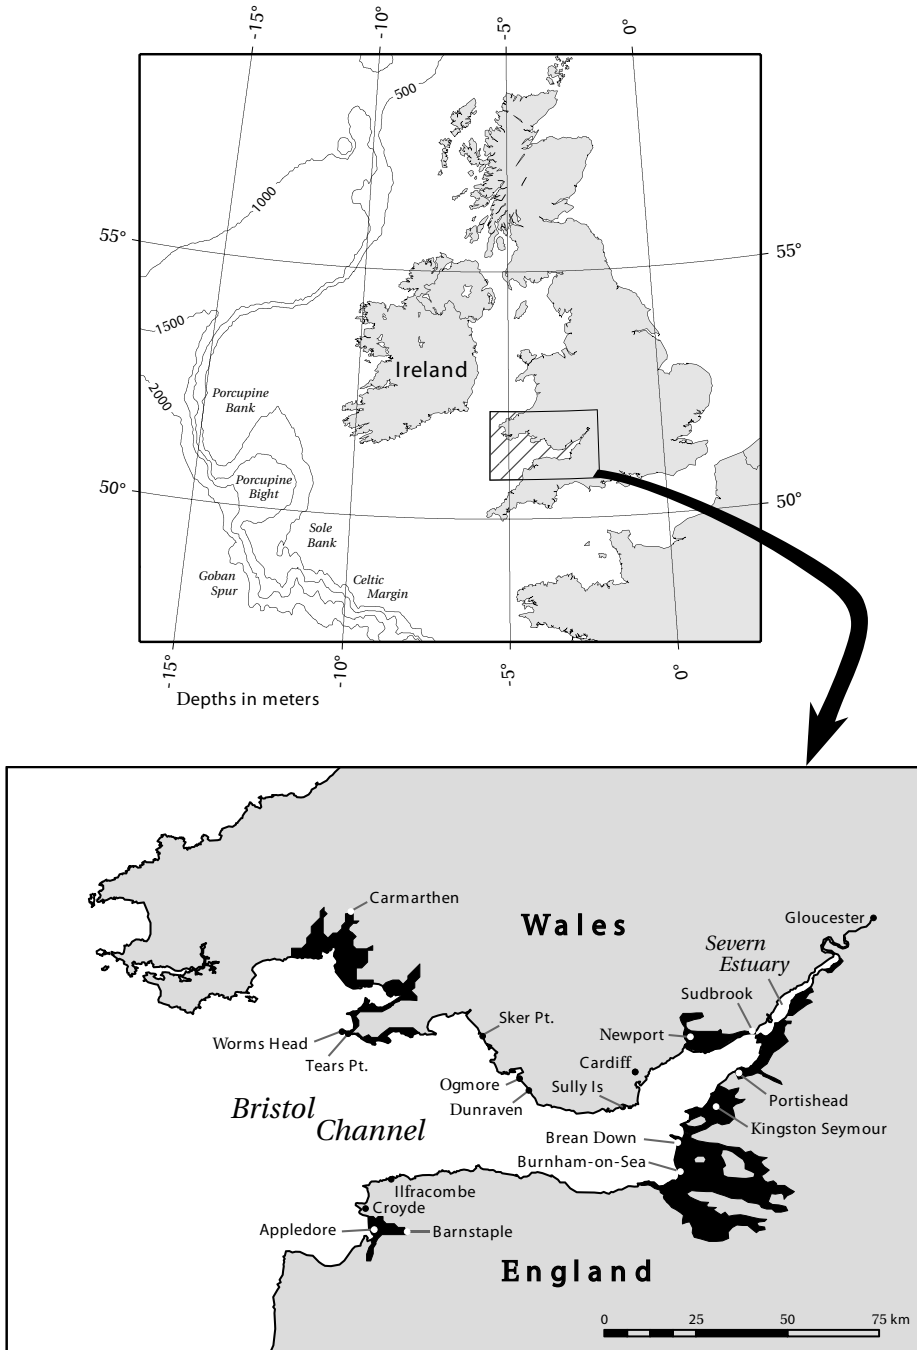 -15°
-10°
-5°
0°
500
1000
55°
55°
1500
2000
Ireland
Porcupine
Bank
Porcupine
Bight
50°
50°
Sole
Bank
Goban
Spur
Celtic
Margin
-15°
-10°
-5°
0°
Depths in meters
Carmarthen
Wales
Gloucester
Severn
Estuary
Sudbrook
Sker Pt.
Newport
Worms Head
Tears Pt.
Cardiff
Ogmore
Sully Is
Dunraven
Portishead
Bristol
Channel
Kingston Seymour
Brean Down
Burnham-on-Sea
Ilfracombe
Croyde
Appledore
Barnstaple
England
0 25 50 75 km